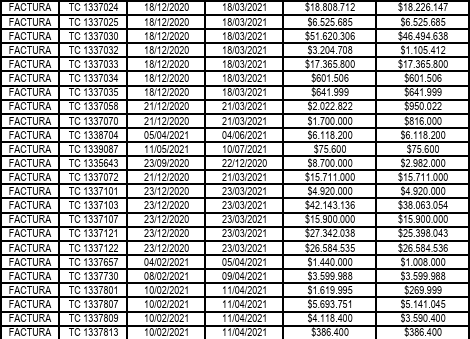 FACTURA TC 1337024 18/12/2020 18/03/2021 $18.808.712 $18.226.147
FACTURA TC 1337025 18/12/2020 18/03/2021 $6.525.685 $6.525.685
FACTURA TC 1337030 18/12/2020 18/03/2021 $51.620.306 $46.494.638
FACTURA TC 1337032 18/12/2020 18/03/2021 $3.204.708 $1.105.412
FACTURA TC 1337033 18/12/2020 18/03/2021 $17.365.800 $17.365.800
FACTURA TC 1337034 18/12/2020 18/03/2021 $601.506 $601.506
FACTURA TC 1337035 18/12/2020 18/03/2021 $641.999 $641.999
FACTURA TC 1337058 21/12/2020 21/03/2021 $2.022.822 $950.022
FACTURA TC 1337070 21/12/2020 21/03/2021 $1.700.000 $816.000
FACTURA TC 1338704 05/04/2021 04/06/2021 $6.118.200 $6.118.200
FACTURA TC 1339087 11/05/2021 10/07/2021 $75.600 $75.600
FACTURA TC 1335643 23/09/2020 22/12/2020 $8.700.000 $2.982.000
FACTURA TC 1337072 21/12/2020 21/03/2021 $15.711.000 $15.711.000
FACTURA TC 1337101 23/12/2020 23/03/2021 $4.920.000 $4.920.000
FACTURA TC 1337103 23/12/2020 23/03/2021 $42.143.136 $38.063.054
FACTURA TC 1337107 23/12/2020 23/03/2021 $15.900.000 $15.900.000
FACTURA TC 1337121 23/12/2020 23/03/2021 $27.342.038 $25.398.043
FACTURA TC 1337122 23/12/2020 23/03/2021 $26.584.535 $26.584.536
FACTURA TC 1337657 04/02/2021 05/04/2021 $1.440.000 $1.008.000
FACTURA TC 1337730 08/02/2021 09/04/2021 $3.599.988 $3.599.988
FACTURA TC 1337801 10/02/2021 11/04/2021 $1.619.995 $269.999
FACTURA TC 1337807 10/02/2021 11/04/2021 $5.693.751 $5.141.045
FACTURA TC 1337809 10/02/2021 11/04/2021 $4.118.400 $3.590.400
FACTURA TC 1337813 10/02/2021 11/04/2021 $386.400 $386.400